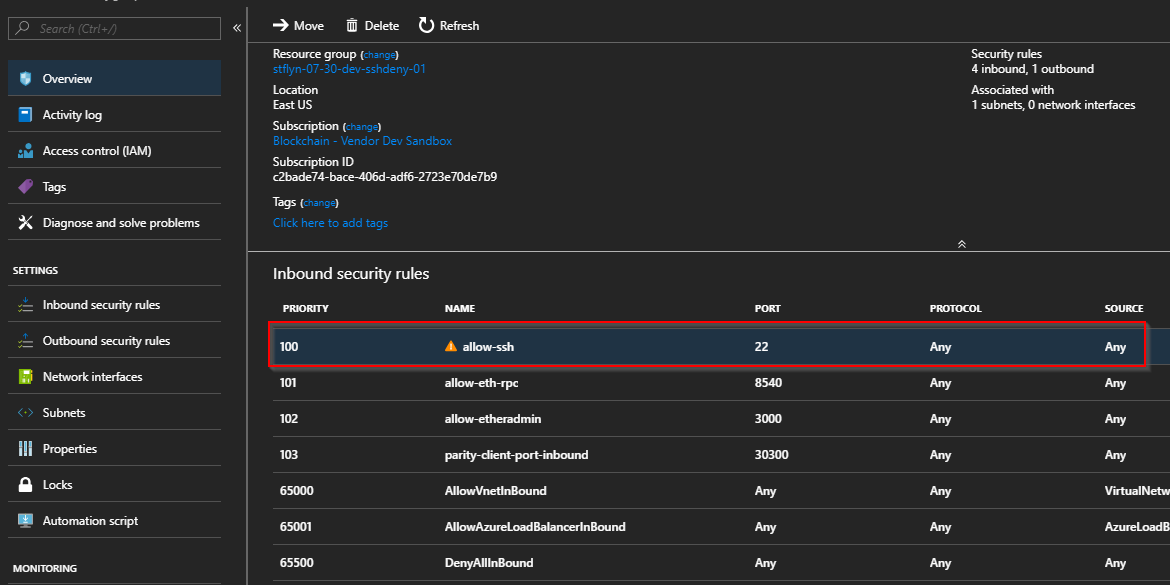 Search (Ctrl+/)
«
Overview
Activity log
Access control (IAM)
Tags
Diagnose and solve problems
SETTINGS
Inbound security rules
Outbound security rules
Network interfaces
Subnets
Properties
Locks
Automation script
MONITORING
Move Delete Refresh
Resource group (change)
stflyn-07-30-dev-sshdeny-01
Location
East US
Subscription (change)
Blockchain - Vendor Dev Sandbox
Subscription ID
c2bade74-bace-406d-adf6-2723e70de7b9
Tags (change)
Click here to add tags
Security rules
4 inbound, 1 outbound
Associated with
1 subnets, 0 network interfaces
Inbound security rules
PRIORITY NAME PORT PROTOCOL SOURCE
100 allow-ssh 22 Any Any
101 allow-eth-rpc 8540 Any Any
102 allow-etheradmin 3000 Any Any
103 parity-client-port-inbound 30300 Any Any
65000 AllowVnetInBound Any Any VirtualNetw
65001 AllowAzureLoadBalancerInBound Any Any AzureLoadB
65500 DenyAllInBound Any Any Any